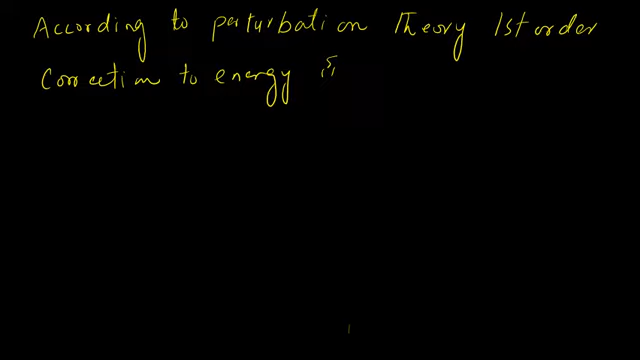 According to perturbation Theory 1st order
Correction to energy is